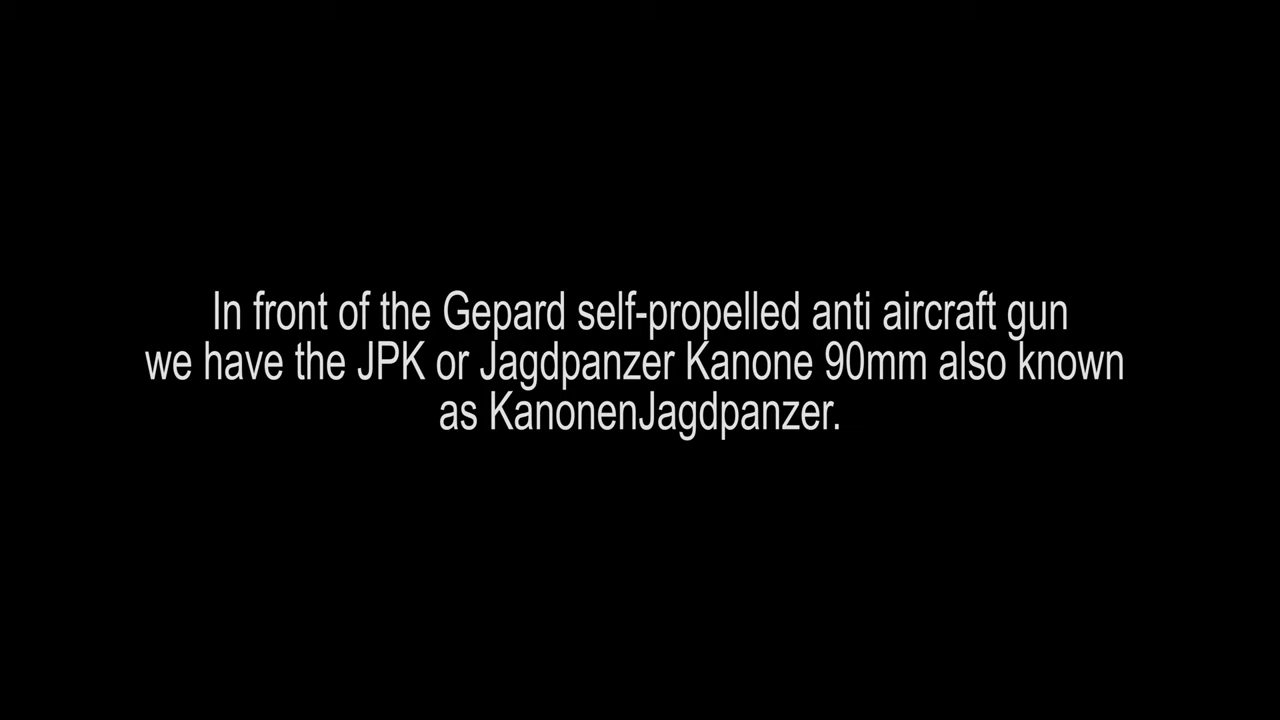 In front of the Gepard self-propelled anti aircraft gun
we have the JPK or Jagdpanzer Kanone 90mm also known
as KanonenJagdpanzer.